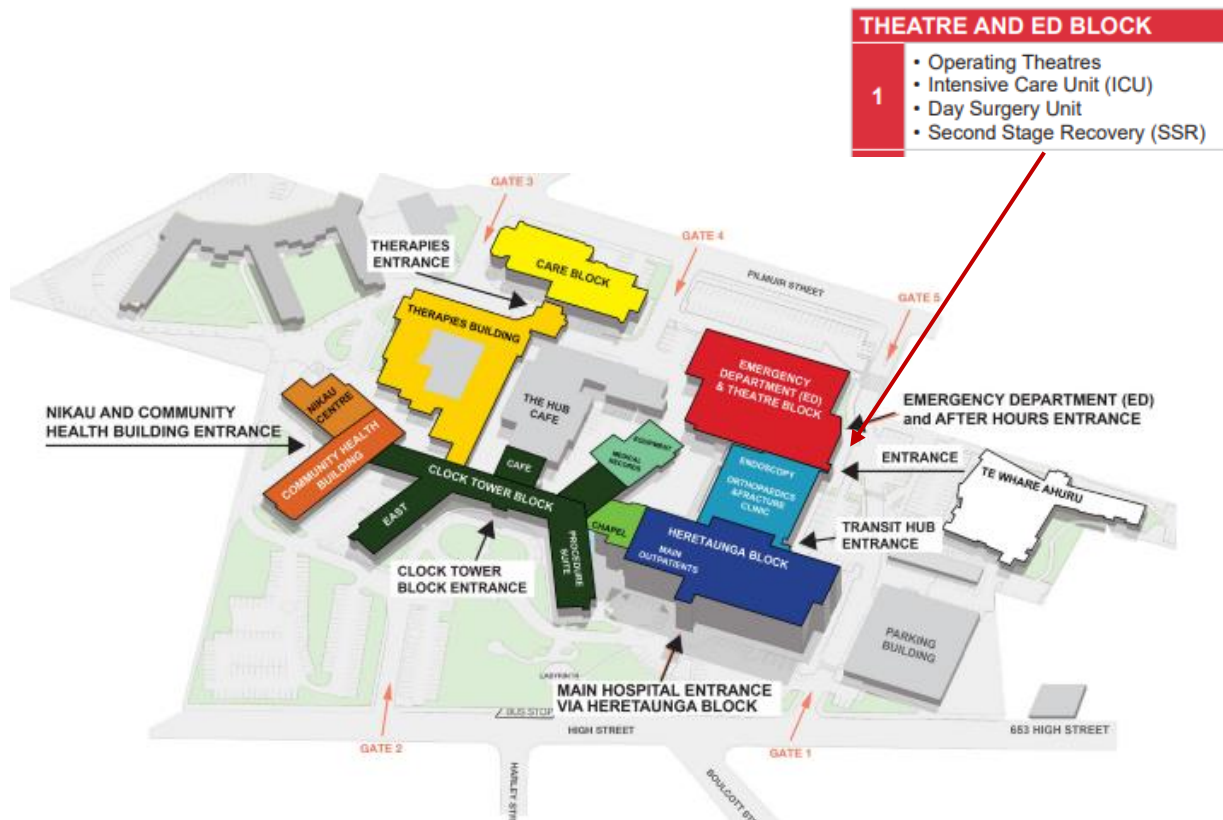 THEATRE AND ED BLOCK
1
• Operating Theatres
• Intensive Care Unit (ICU)
• Day Surgery Unit
• Second Stage Recovery (SSR)
GATE 3
GATE 4
GATE 5
PILMUIR STREET
THERAPIES
ENTRANCE
CARE BLOCK
THERAPIES BUILDING
EMERGENCY
DEPARTMENT (ED)
& THEATRE BLOCK
THE HUB
CAFE
NIKAU
CENTRE
NIKAU AND COMMUNITY
HEALTH BUILDING ENTRANCE
COMMUNITY HEALTH
BUILDING
EMERGENCY DEPARTMENT (ED)
and AFTER HOURS ENTRANCE
EQUIPMENT
MEDICAL
RECORDS
ENDOSCOPY
ORTHOPAEDICS
&FRACTURE
CLINIC
ENTRANCE
TE WHARE AHURU
CAFE
CLOCK TOWER BLOCK
EAST
PROCEDURE
SUITE
CHAPEL
HERETAUNGA BLOCK
MAIN
OUTPATIENTS
TRANSIT HUB
ENTRANCE
CLOCK TOWER
BLOCK ENTRANCE
PARKING
BUILDING
LABYRINTH
MAIN HOSPITAL ENTRANCE
VIA HERETAUNGA BLOCK
BUS STOP
HIGH STREET
653 HIGH STREET
GATE 2
GATE 1
HARLEY STR
BOULCOTT ST